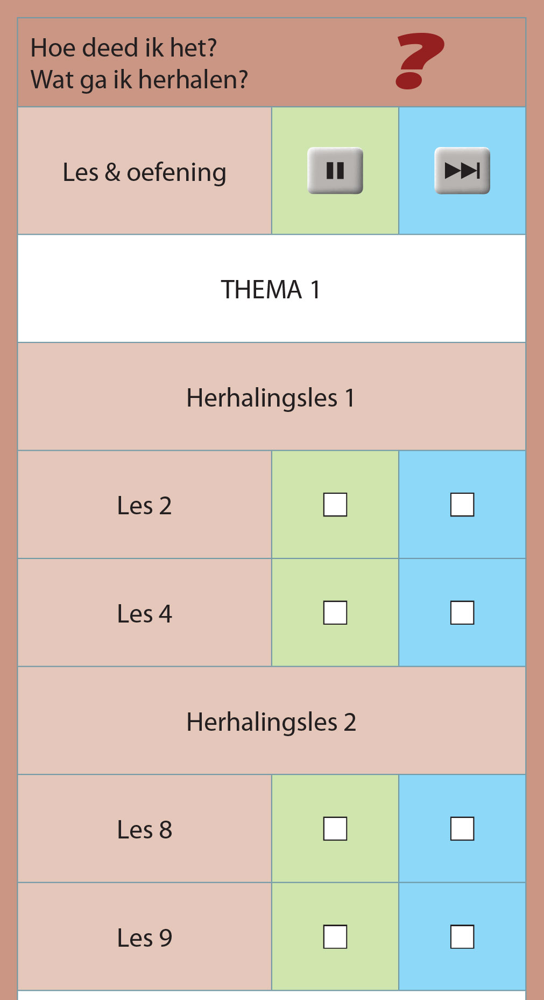 Hoe deed ik het?
Wat ga ik herhalen?
?
Les & oefening
THEMA 1
Herhalingsles 1
Les 2
Les 4
Herhalingsles 2
Les 8
Les 9